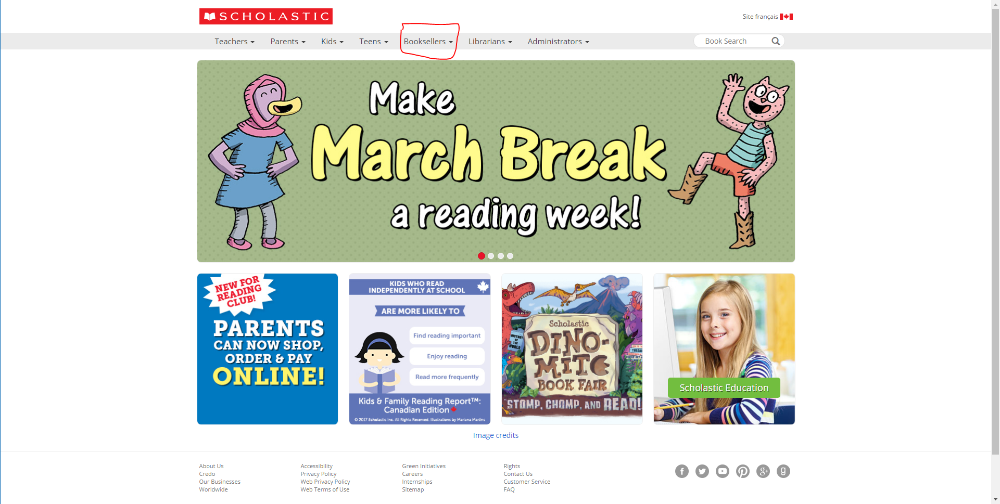 SCHOLASTIC
Site français
Teachers Parents Kids Teens Booksellers Librarians Administrators
Book Search
Make
March Break
a reading week!
NEW FOR
READING
CLUB!
PARENTS
CAN NOW SHOP,
ORDER & PAY
ONLINE!
KIDS WHO READ
INDEPENDENTLY AT SCHOOL
ARE MORE LIKELY TO
Find reading important
Enjoy reading
Read more frequently
Kids & Family Reading Report™:
Canadian Edition
© 2017 Scholastic Inc. All Rights Reserved. Illustrations by Mariana Martins
HISTORY
OF THE
WORLD
Scholastic
DINO-
MITE
BOOK FAIR
STOMP, CHOMP, AND READ!
Scholastic Education
Image credits
About Us
Credo
Our Businesses
Worldwide
Accessibility
Privacy Policy
Web Privacy Policy
Web Terms of Use
Green Initiatives
Careers
Internships
Sitemap
Rights
Contact Us
Customer Service
FAQ